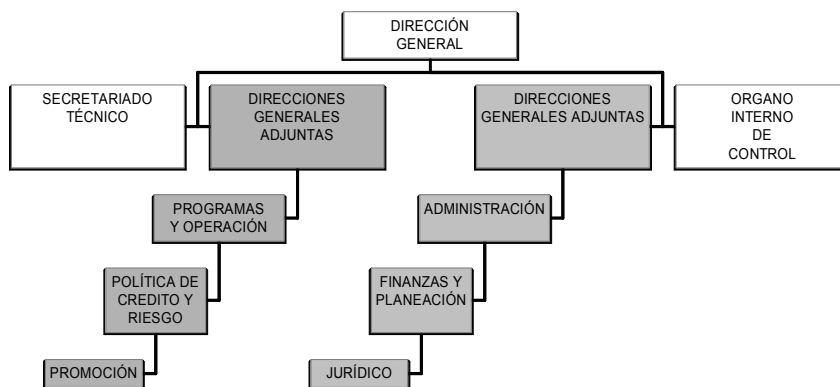 DIRECCIÓN
GENERAL
SECRETARIADO
TÉCNICO
DIRECCIONES
GENERALES
ADJUNTAS
DIRECCIONES
GENERALES ADJUNTAS
ORGANO
INTERNO
DE
CONTROL
PROGRAMAS
Y OPERACIÓN
ADMINISTRACIÓN
POLÍTICA DE
CREDITO Y
RIESGO
FINANZAS Y
PLANEACIÓN
PROMOCIÓN
JURÍDICO